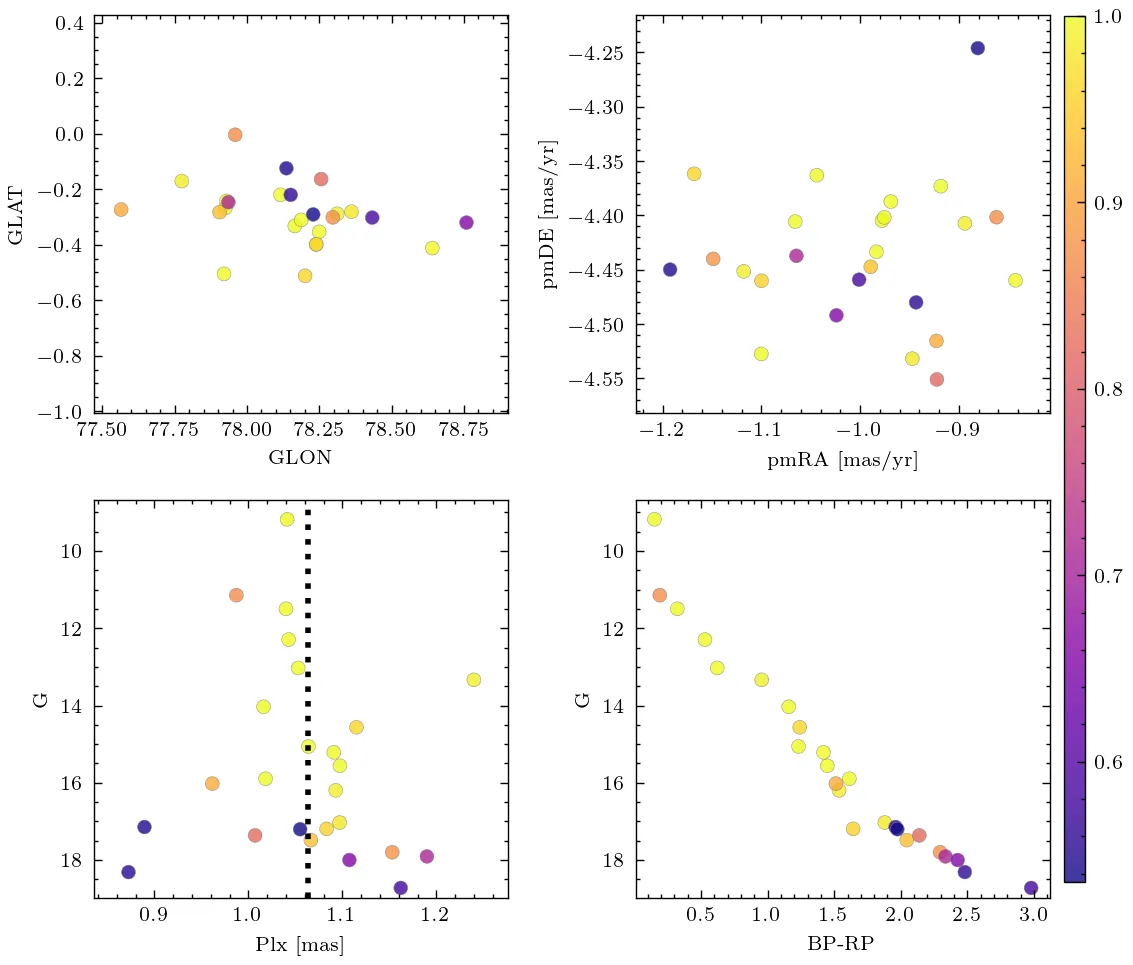 0.4
0.2
0.0
−0.2
−0.4
−0.6
−0.8
−1.0
GLAT
77.50 77.75 78.00 78.25 78.50 78.75
GLON
−4.25
−4.30
−4.35
−4.40
−4.45
−4.50
−4.55
pmDE [mas/yr]
−1.2 −1.1 −1.0 −0.9
pmRA [mas/yr]
1.0
0.9
0.8
0.7
0.6
10
12
14
16
18
G
0.9 1.0 1.1 1.2
Plx [mas]
10
12
14
16
18
G
0.5 1.0 1.5 2.0 2.5 3.0
BP-RP